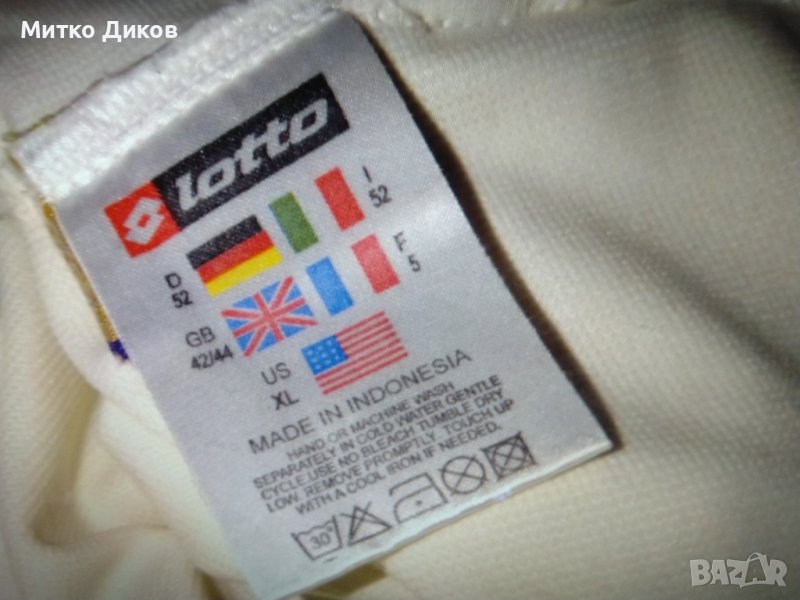 Митко Диков
lotto
D
52
I
52
GB
42/44
F
5
US
XL
MADE IN INDONESIA
HAND OR MACHINE WASH
SEPARATELY IN COLD WATER GENTLE
CYCLE USE NO BLEACH TUMBLE DRY
LOW. REMOVE PROMPTLY. TOUCH UP
WITH A COOL IRON IF NEEDED.
30°
BAZAR